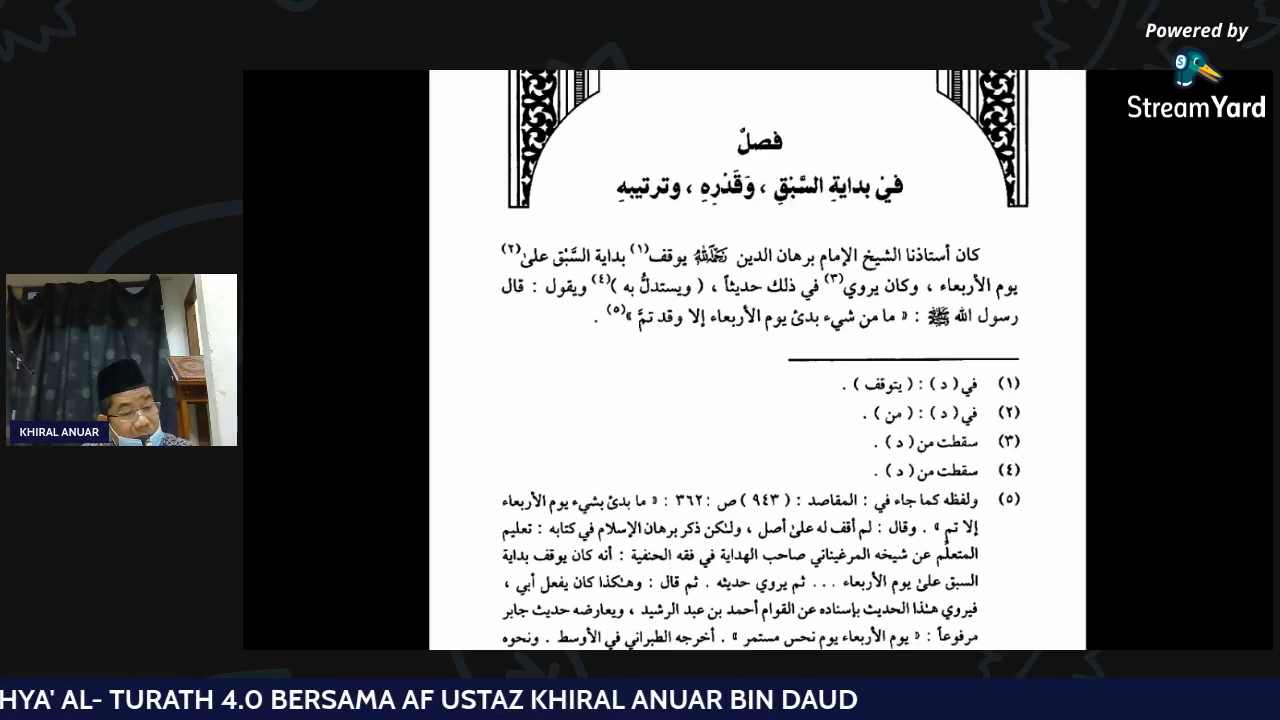 Powered by
StreamYard
فصلٌ
فيْ بدايةِ السَّبْقِ ، وَقَدْرِهِ ، وترتيبهِ
كان أستاذنا الشيخ الإمام برهان الدين رَحِمَهُ اللهُ يوقف(١) بداية السَّبْق علىٰ(٢)
يوم الأربعاء ، وكان يروي(٣) في ذلك حديثاً ، ( ويستدلُّ به )(٤) ويقول : قال
رسول الله ﷺ : « ما من شيء بدئ يوم الأربعاء إلا وقد تمَّ »(٥) .
(١) في ( د ) : ( يتوقف ) .
(٢) في ( د ) : ( من ) .
(٣) سقطت من ( د ) .
(٤) سقطت من ( د ) .
(٥) ولفظه كما جاء في : المقاصد : ( ٩٤٣ ) ص : ٣٦٢ : « ما بدئ بشيء يوم الأربعاء
إلا تم » . وقال : لم أقف له علىٰ أصل ، ولٰكن ذكر برهان الإسلام في كتابه : تعليم
المتعلَّم عن شيخه المرغيناني صاحب الهداية في فقه الحنفية : أنه كان يوقف بداية
السبق علىٰ يوم الأربعاء . . . ثم يروي حديثه . ثم قال : وهٰكذا كان يفعل أبي ،
فيروي هٰذا الحديث بإسناده عن القوام أحمد بن عبد الرشيد ، ويعارضه حديث جابر
مرفوعاً : « يوم الأربعاء يوم نحس مستمر » . أخرجه الطبراني في الأوسط . ونحوه
KHIRAL ANUAR
HYA' AL- TURATH 4.0 BERSAMA AF USTAZ KHIRAL ANUAR BIN DAUD